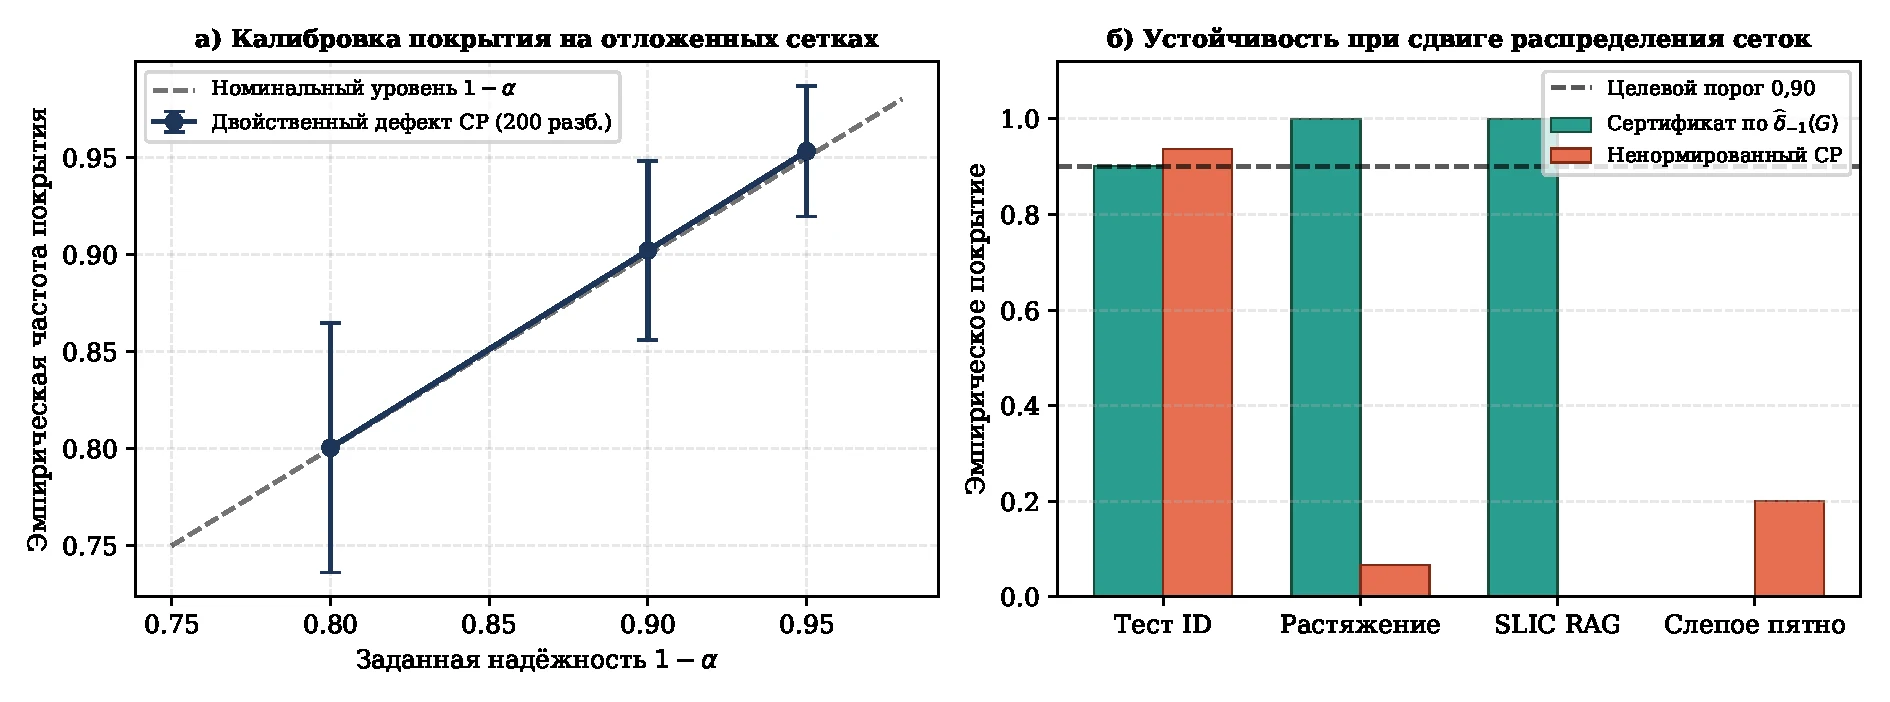 а) Калибровка покрытия на отложенных сетках
Номинальный уровень 1 − α
Двойственный дефект CP (200 разб.)
Эмпирическая частота покрытия
0.95
0.90
0.85
0.80
0.75
0.75 0.80 0.85 0.90 0.95
Заданная надёжность 1 − α
б) Устойчивость при сдвиге распределения сеток
Целевой порог 0,90
Сертификат по δ̂₋₁(G)
Ненормированный CP
Эмпирическое покрытие
1.0
0.8
0.6
0.4
0.2
0.0
Тест ID Растяжение SLIC RAG Слепое пятно